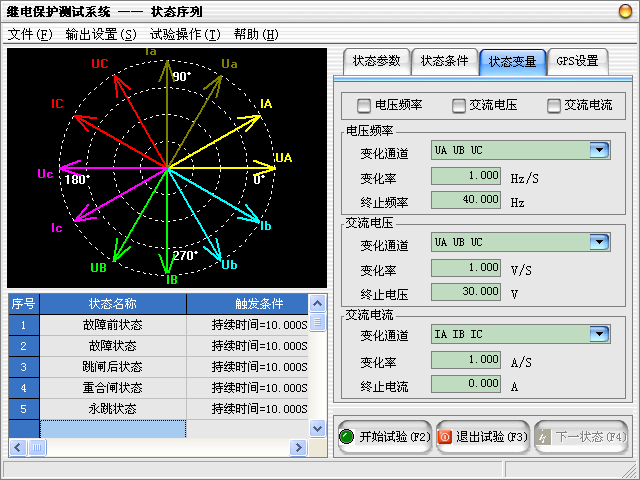 继电保护测试系统 —— 状态序列
文件(F) 输出设置(S) 试验操作(T) 帮助(H)
状态参数 状态条件 状态变量 GPS设置
Ia
UC 90° Ua
IC IA
UA
Uc 180° 0°
Ic Ib
UB 270° Ub
IB
电压频率 交流电压 交流电流
电压频率
变化通道 UA UB UC
变化率 1.000 Hz/S
终止频率 40.000 Hz
交流电压
变化通道 UA UB UC
变化率 1.000 V/S
终止电压 30.000 V
交流电流
变化通道 IA IB IC
变化率 1.000 A/S
终止电流 0.000 A
序号 状态名称 触发条件
1 故障前状态 持续时间=10.000S
2 故障状态 持续时间=10.000S
3 跳闸后状态 持续时间=10.000S
4 重合闸状态 持续时间=10.000S
5 永跳状态 持续时间=10.000S
开始试验(F2) 退出试验(F3) 下一状态(F4)